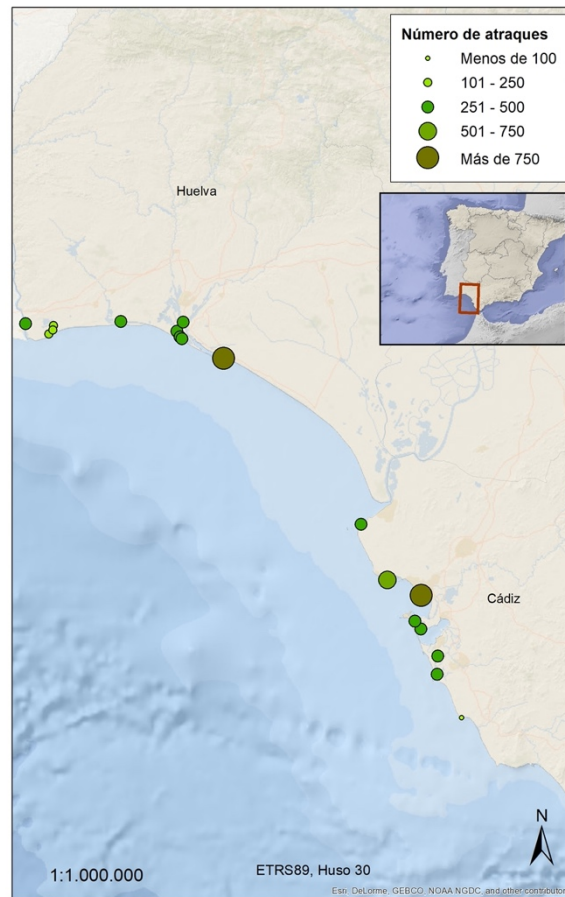 Número de atraques
Menos de 100
101 - 250
251 - 500
501 - 750
Más de 750
Huelva
Cádiz
N
1:1.000.000
ETRS89, Huso 30
Esri, DeLorme, GEBCO, NOAA NGDC, and other contributors